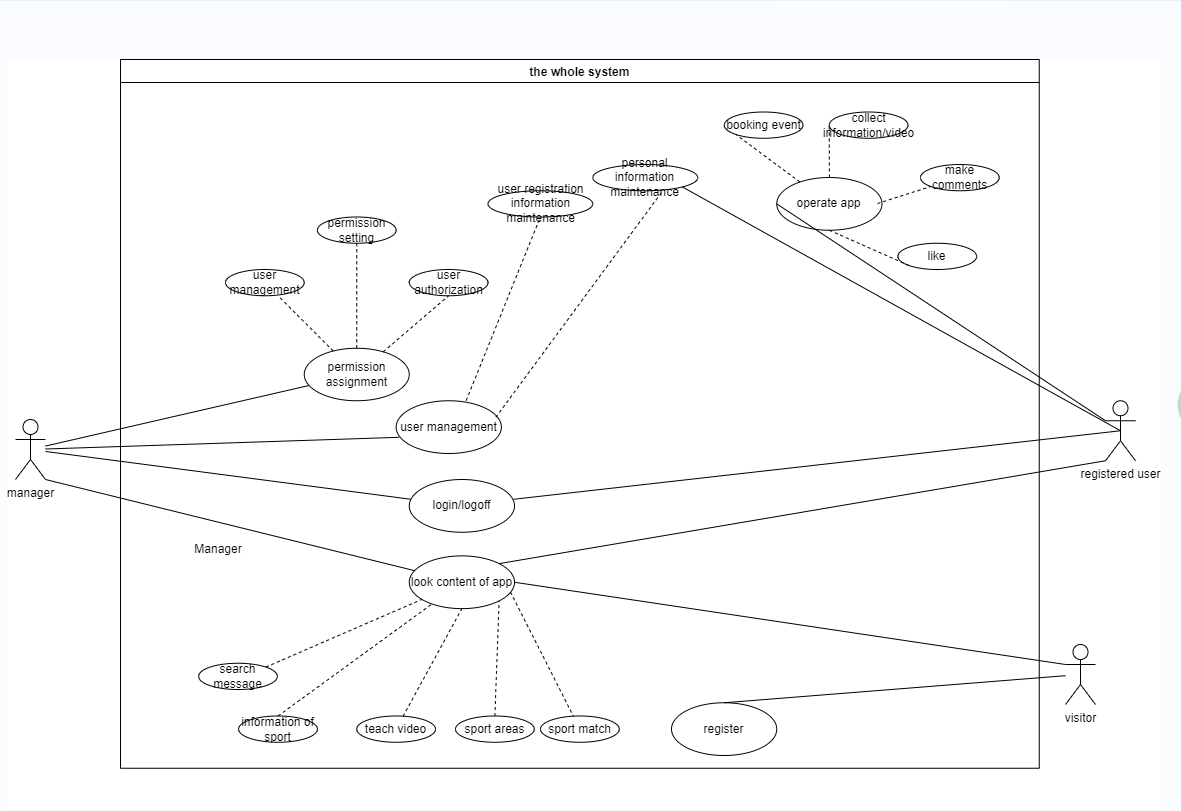 the whole system
booking event
collect
information/video
personal
information
maintenance
make
comments
user registration
information
maintenance
operate app
permission
setting
like
user
management
user
authorization
permission
assignment
user management
manager
registered user
login/logoff
Manager
look content of app
search
message
information of
sport
teach video
sport areas
sport match
register
visitor